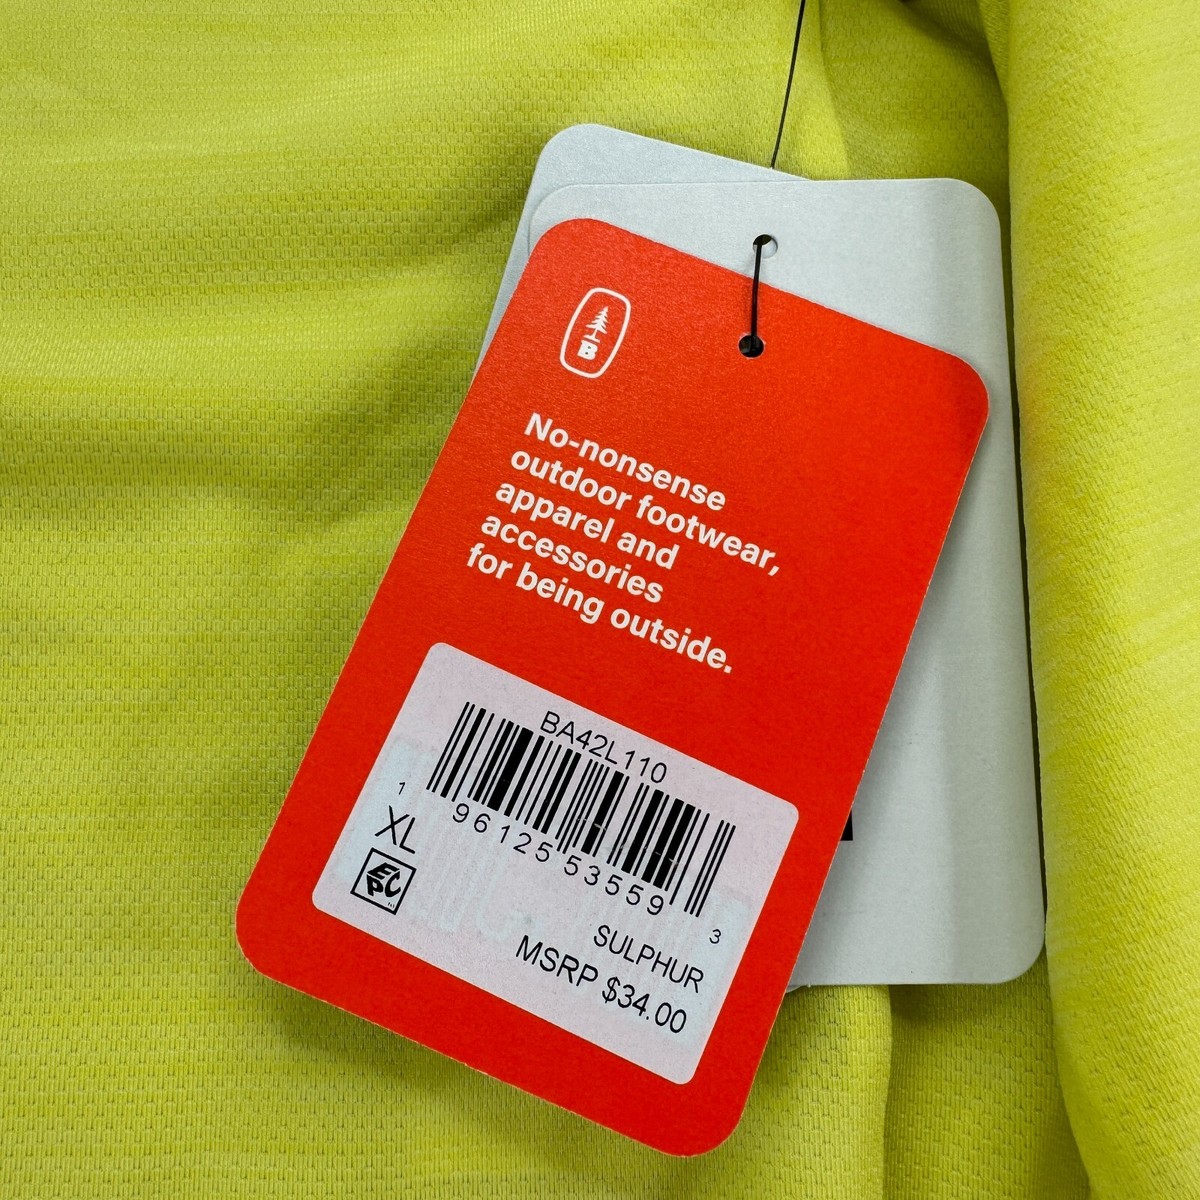 B
No-nonsense
outdoor footwear,
apparel and
accessories
for being outside.
BA42L110
1 96125 53559 3
XL
EPC
SULPHUR
MSRP $34.00